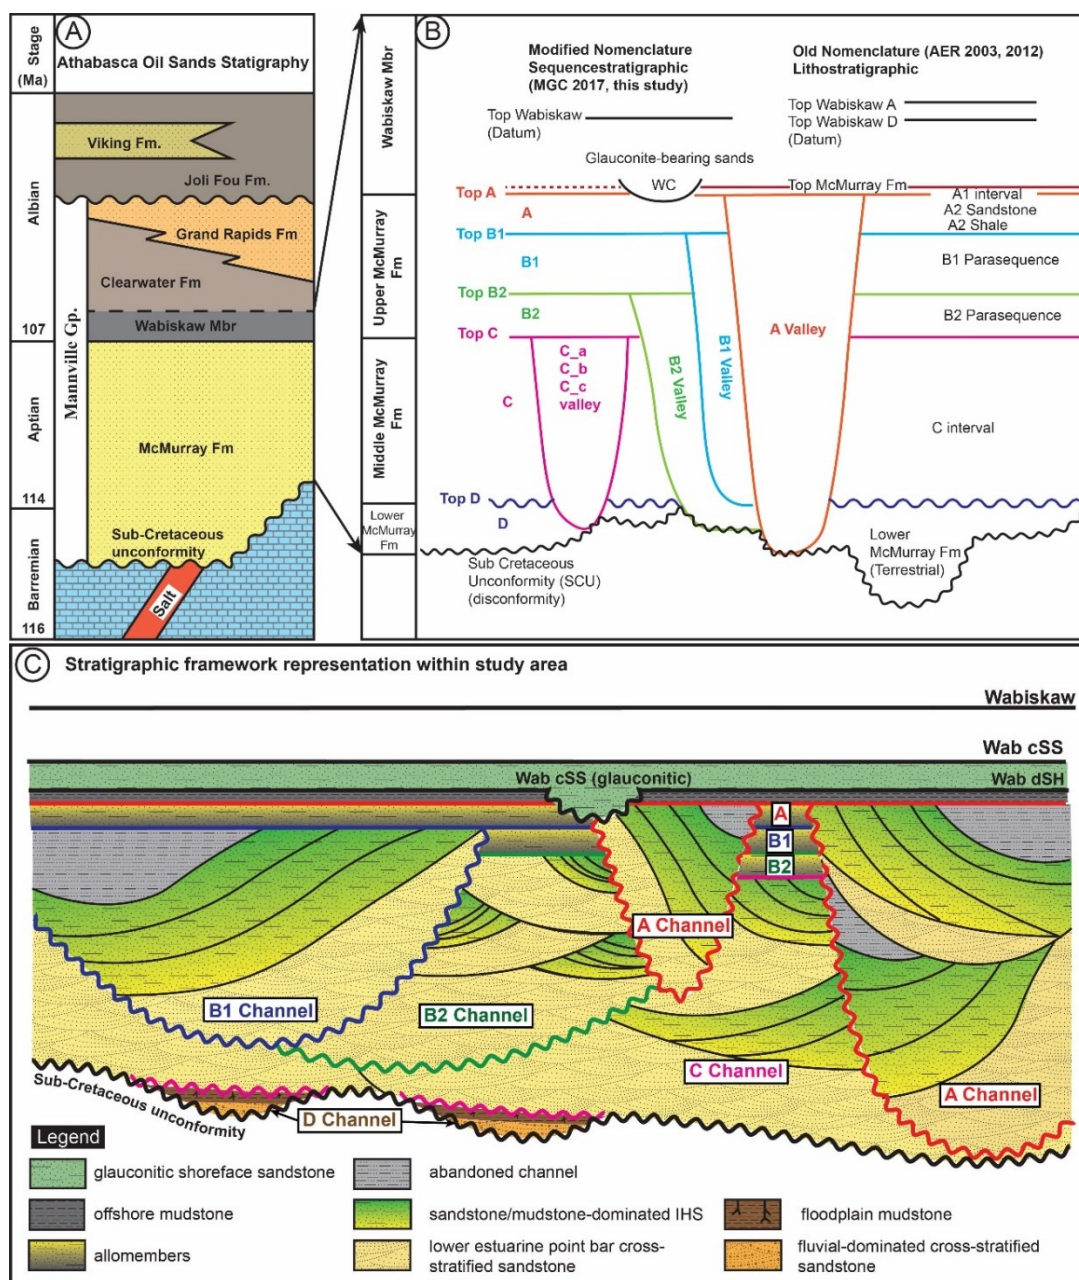 A
Stage
(Ma)
Athabasca Oil Sands Statigraphy
Albian
107
Aptian
114
Barremian
116
Viking Fm.
Joli Fou Fm.
Mannville Gp.
Grand Rapids Fm
Clearwater Fm
Wabiskaw Mbr
McMurray Fm
Sub-Cretaceous
unconformity
Salt
B
Wabiskaw Mbr
Upper McMurray
Fm
Middle McMurray
Fm
Lower
McMurray
Fm
Modified Nomenclature
Sequencestratigraphic
(MGC 2017, this study)
Old Nomenclature (AER 2003, 2012)
Lithostratigraphic
Top Wabiskaw
(Datum)
Top Wabiskaw A
Top Wabiskaw D
(Datum)
Glauconite-bearing sands
WC
Top McMurray Fm
Top A
A
A1 interval
A2 Sandstone
A2 Shale
Top B1
B1
B1 Parasequence
Top B2
B2
B2 Parasequence
Top C
C_a
C_b
C_c
valley
C
B2 Valley
B1 Valley
A Valley
C interval
Top D
D
Sub Cretaceous
Unconformity (SCU)
(disconformity)
Lower
McMurray Fm
(Terrestrial)
C
Stratigraphic framework representation within study area
Wabiskaw
Wab cSS
Wab cSS (glauconitic)
Wab dSH
A
B1
B2
A Channel
B1 Channel
B2 Channel
C Channel
A Channel
D Channel
Sub-Cretaceous
unconformity
Legend
glauconitic shoreface sandstone
abandoned channel
offshore mudstone
sandstone/mudstone-dominated IHS
floodplain mudstone
allomembers
lower estuarine point bar cross-
stratified sandstone
fluvial-dominated cross-stratified
sandstone